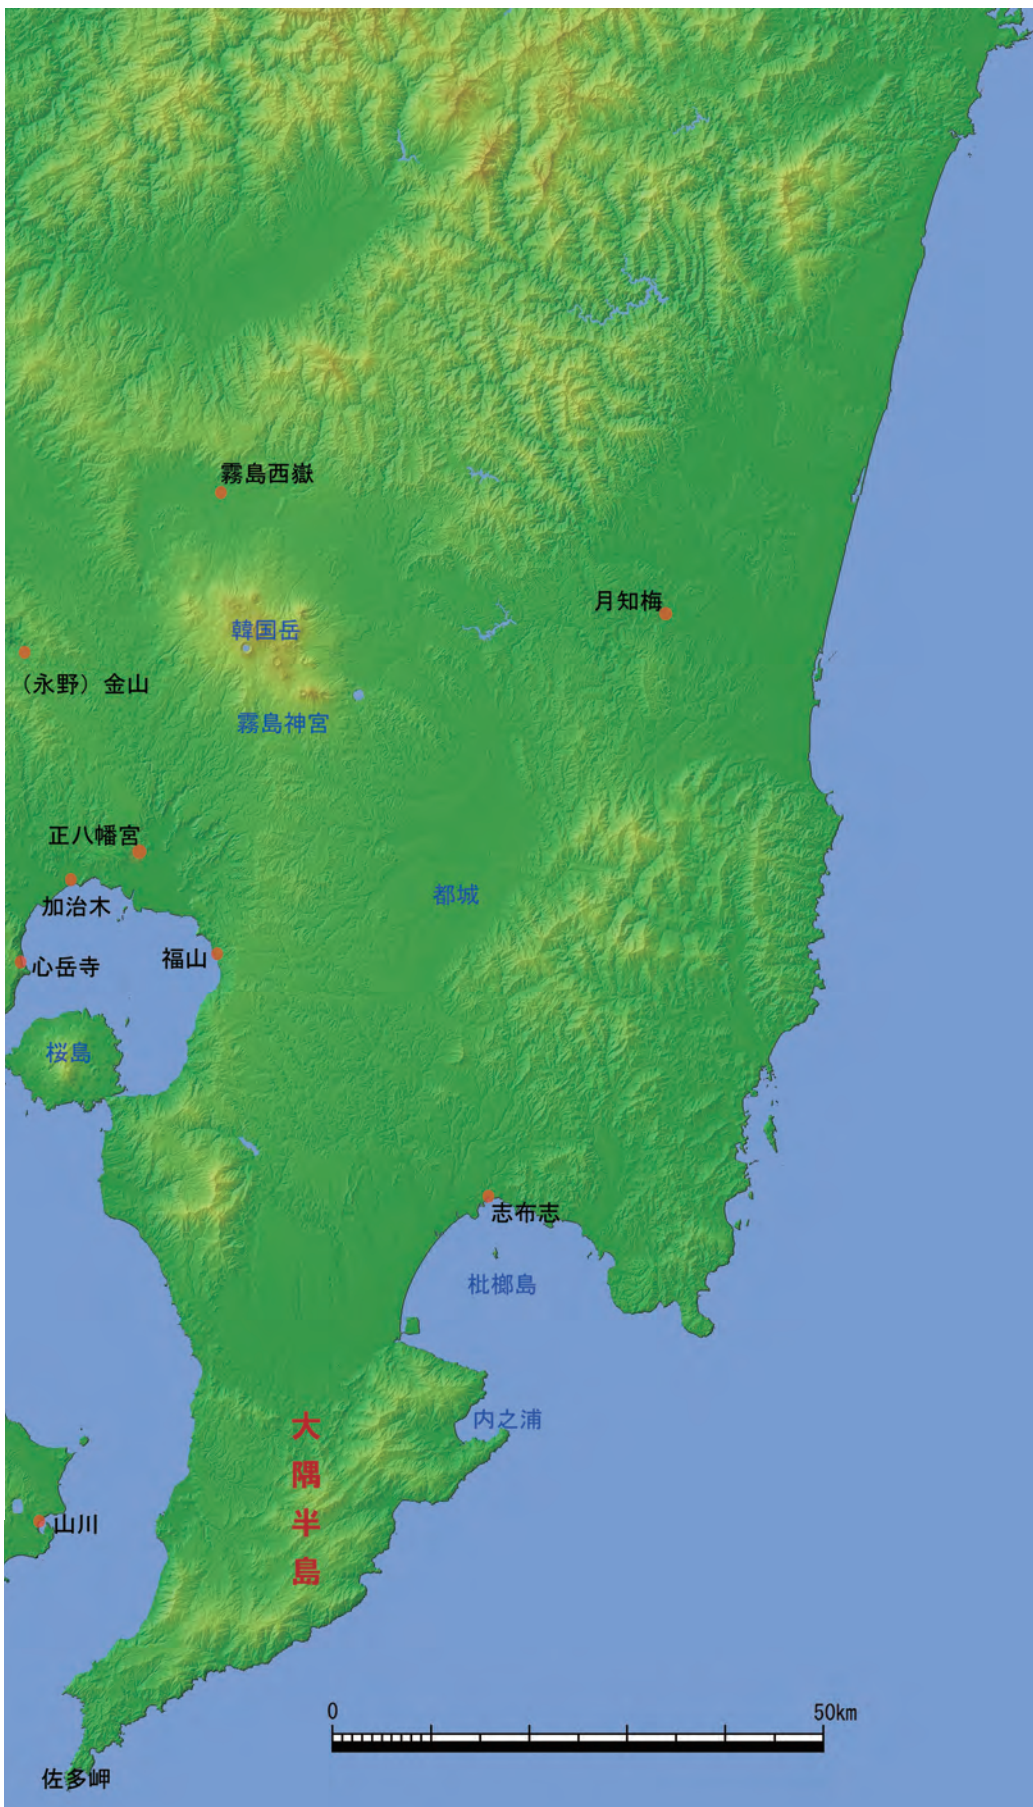 霧島西嶽
月知梅
韓国岳
（永野）金山
霧島神宮
正八幡宮
都城
加治木
福山
心岳寺
桜島
志布志
枇榔島
内之浦
大隅半島
山川
0 50km
佐多岬